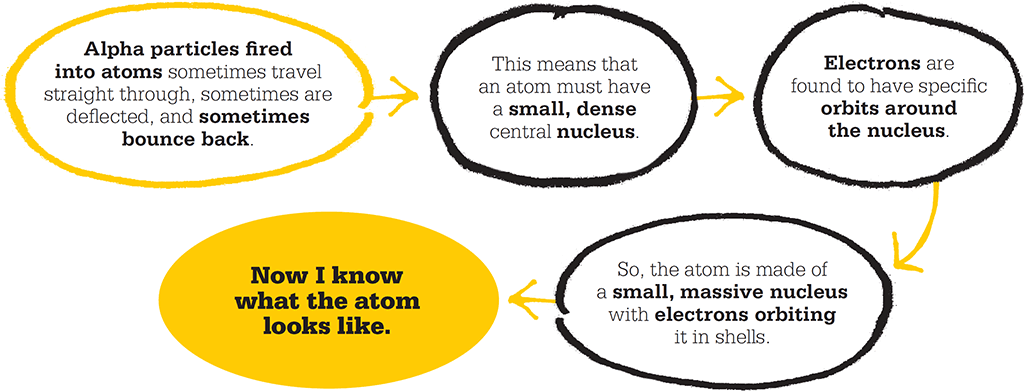 Alpha particles fired
into atoms sometimes travel
straight through, sometimes are
deflected, and sometimes
bounce back.
This means that
an atom must have
a small, dense
central nucleus.
Electrons are
found to have specific
orbits around
the nucleus.
So, the atom is made of
a small, massive nucleus
with electrons orbiting
it in shells.
Now I know
what the atom
looks like.